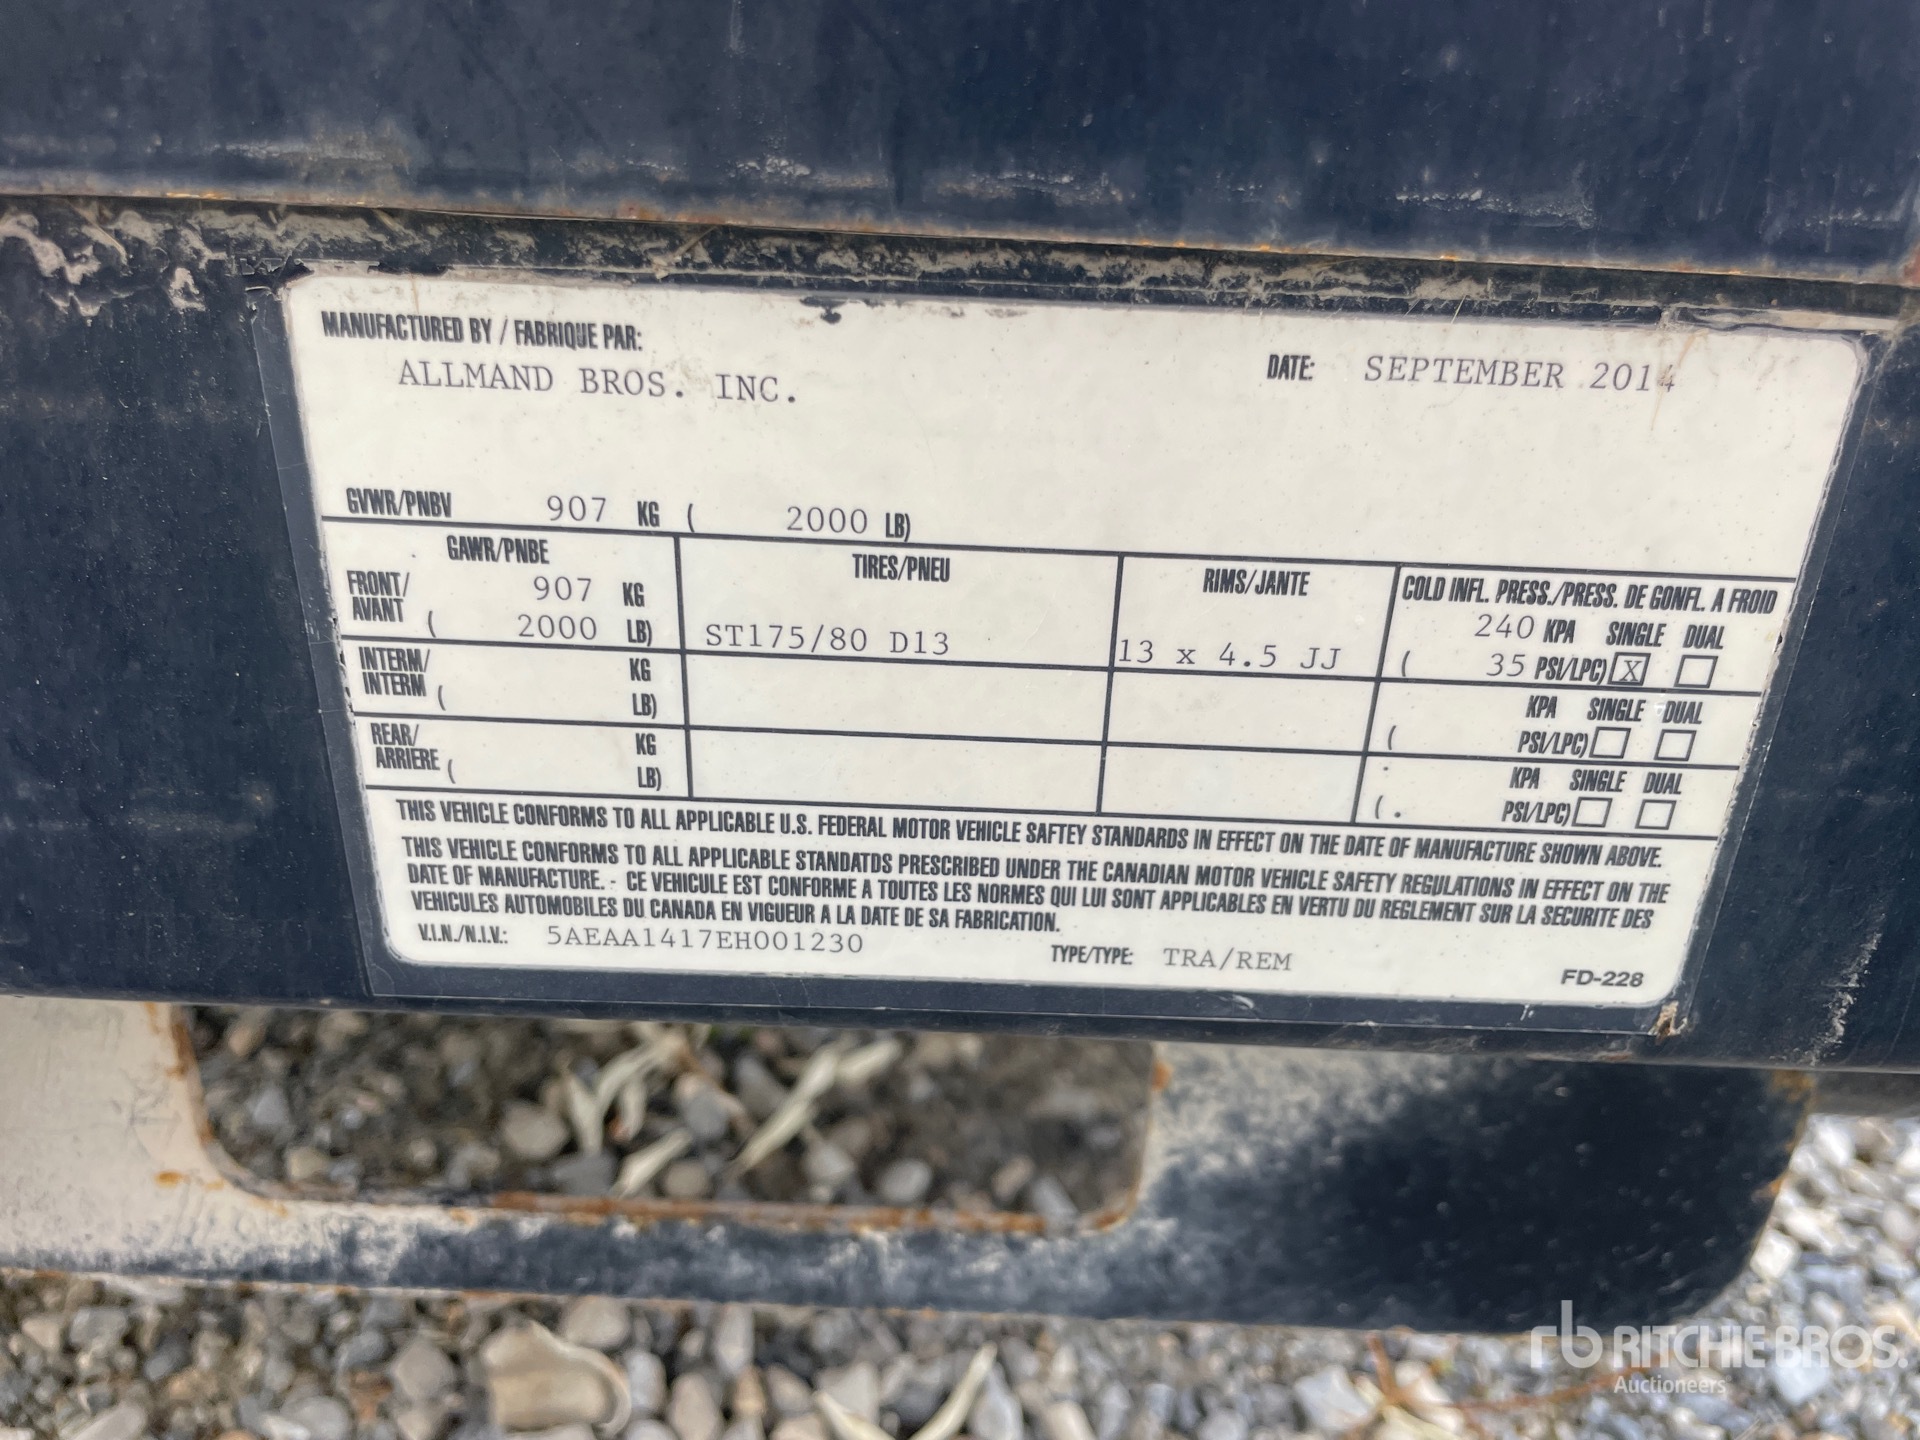 MANUFACTURED BY / FABRIQUE PAR:
ALLMAND BROS. INC.
DATE: SEPTEMBER 2014
GVWR/PNBV 907 KG ( 2000 LB)
GAWR/PNBE TIRES/PNEU RIMS/JANTE COLD INFL. PRESS./PRESS. DE GONFL. A FROID
FRONT/ 907 KG 240 KPA SINGLE DUAL
AVANT ( 2000 LB) ST175/80 D13 13 x 4.5 JJ ( 35 PSI/LPC) X
INTERM/ KG KPA SINGLE DUAL
INTERM ( LB) ( PSI/LPC)
REAR/ KG KPA SINGLE DUAL
ARRIERE ( LB) ( PSI/LPC)
THIS VEHICLE CONFORMS TO ALL APPLICABLE U.S. FEDERAL MOTOR VEHICLE SAFTEY STANDARDS IN EFFECT ON THE DATE OF MANUFACTURE SHOWN ABOVE.
THIS VEHICLE CONFORMS TO ALL APPLICABLE STANDATDS PRESCRIBED UNDER THE CANADIAN MOTOR VEHICLE SAFETY REGULATIONS IN EFFECT ON THE
DATE OF MANUFACTURE. - CE VEHICULE EST CONFORME A TOUTES LES NORMES QUI LUI SONT APPLICABLES EN VERTU DU REGLEMENT SUR LA SECURITE DES
VEHICULES AUTOMOBILES DU CANADA EN VIGUEUR A LA DATE DE SA FABRICATION.
V.I.N./N.I.V.: 5AEAA1417EH001230 TYPE/TYPE: TRA/REM
FD-228
rb RITCHIE BROS.
Auctioneers